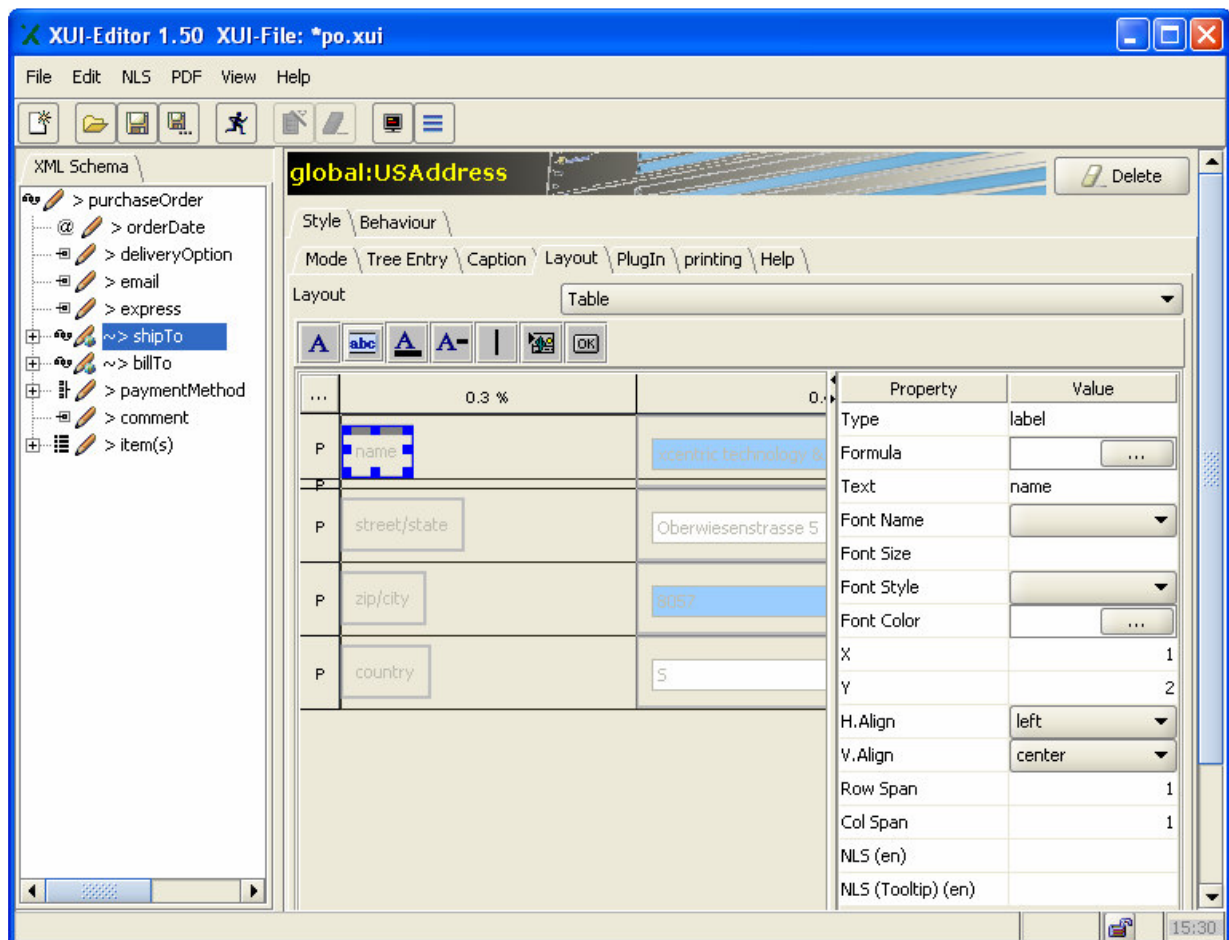 XUI-Editor 1.50 XUI-File: *po.xui
File Edit NLS PDF View Help
XML Schema
> purchaseOrder
@ > orderDate
> deliveryOption
> email
> express
~> shipTo
~> billTo
> paymentMethod
> comment
> item(s)
global:USAddress
Delete
Style Behaviour
Mode Tree Entry Caption Layout PlugIn printing Help
Layout Table
A abc A A- | OK
... 0.3 %
P name
P
P street/state Oberwiesenstrasse 5
P zip/city 8057
P country S
Property Value
Type label
Formula ...
Text name
Font Name
Font Size
Font Style
Font Color ...
X 1
Y 2
H.Align left
V.Align center
Row Span 1
Col Span 1
NLS (en)
NLS (Tooltip) (en)
15:30